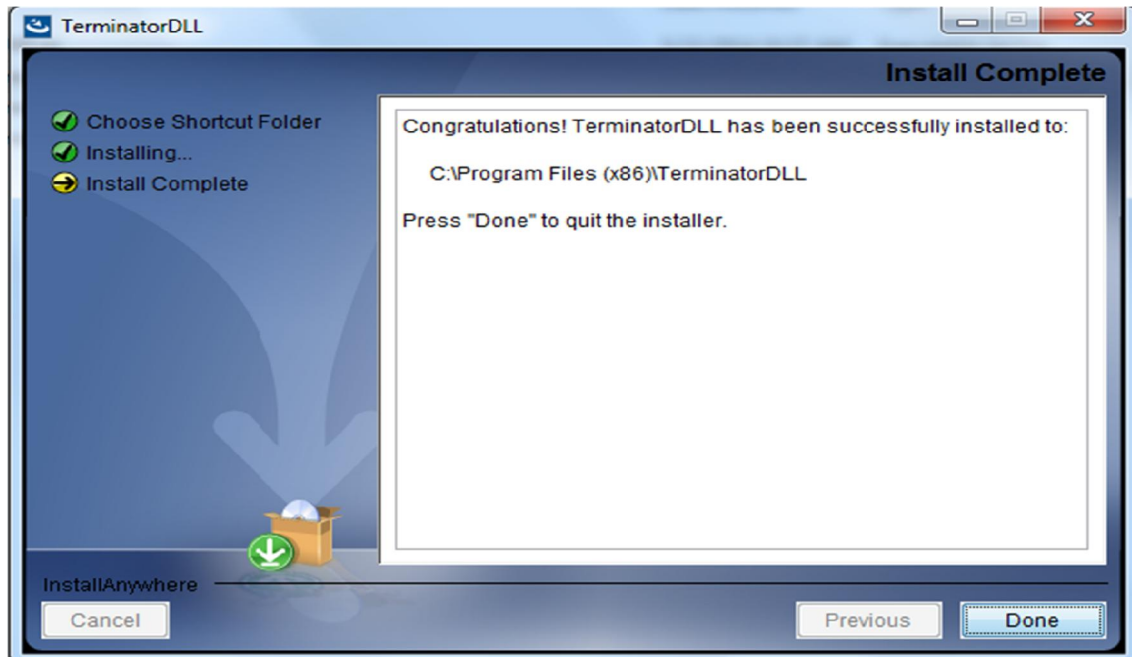 TerminatorDLL
Install Complete
Choose Shortcut Folder
Installing...
Install Complete
Congratulations! TerminatorDLL has been successfully installed to:
C:\Program Files (x86)\TerminatorDLL
Press "Done" to quit the installer.
InstallAnywhere
Cancel
Previous
Done